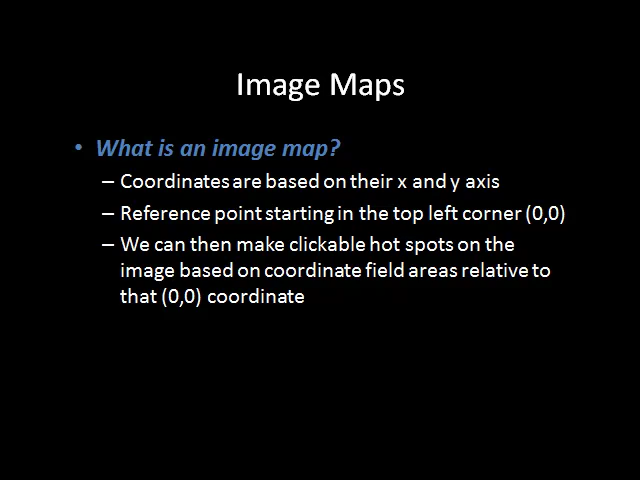 Image Maps
• What is an image map?
– Coordinates are based on their x and y axis
– Reference point starting in the top left corner (0,0)
– We can then make clickable hot spots on the
image based on coordinate field areas relative to
that (0,0) coordinate